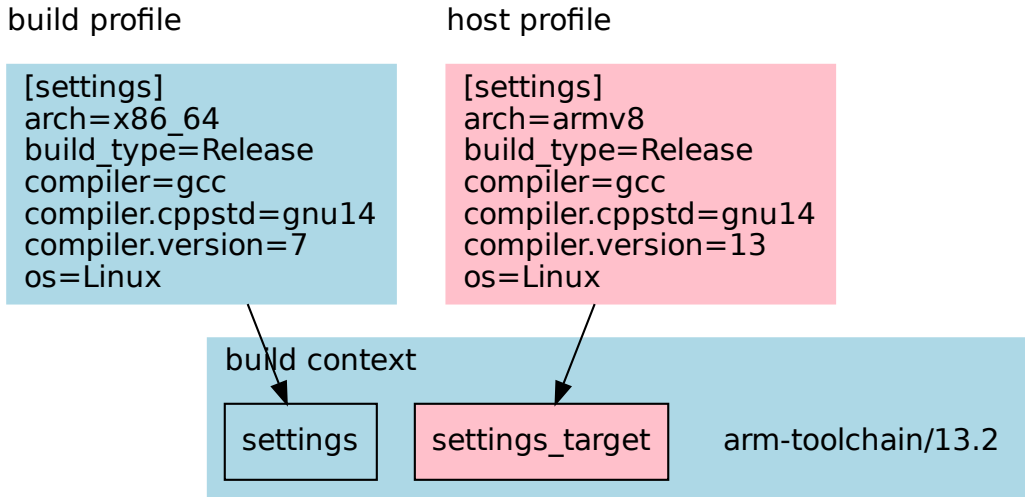 build profile
[settings]
arch=x86_64
build_type=Release
compiler=gcc
compiler.cppstd=gnu14
compiler.version=7
os=Linux
host profile
[settings]
arch=armv8
build_type=Release
compiler=gcc
compiler.cppstd=gnu14
compiler.version=13
os=Linux
build context
settings
settings_target
arm-toolchain/13.2